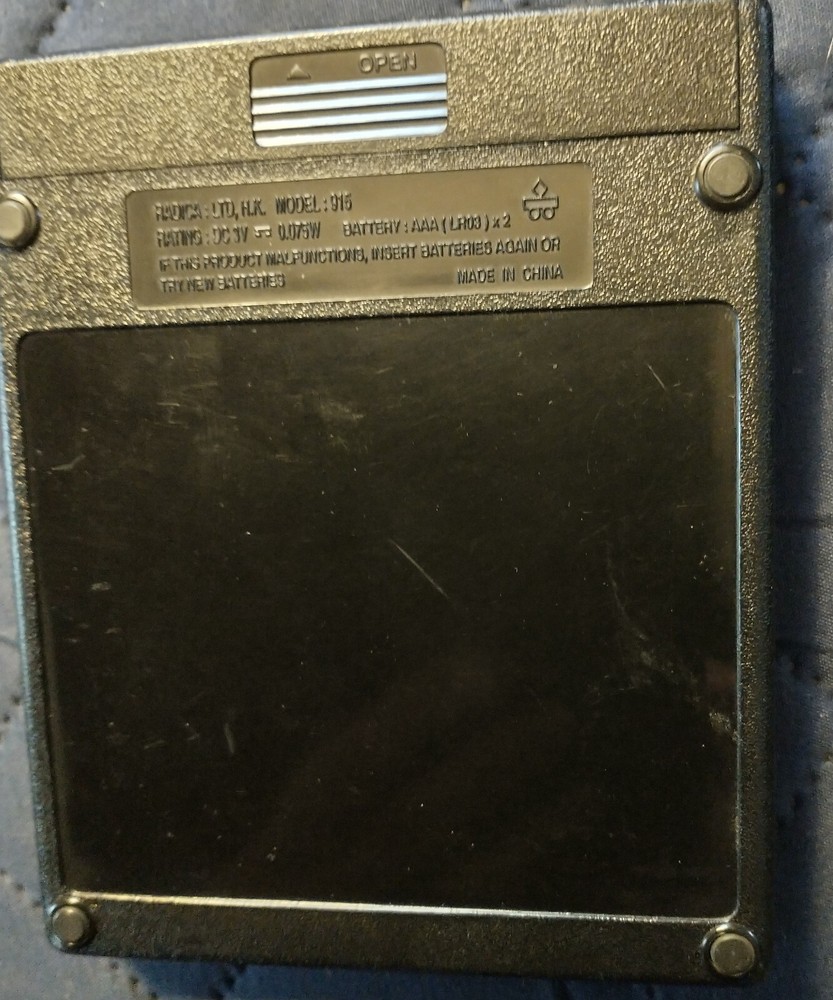 OPEN
RADICA : LTD, H.K. MODEL : 915
RATING : DC 3V ⎓ 0.075W BATTERY : AAA ( LR03 ) x 2
IF THIS PRODUCT MALFUNCTIONS, INSERT BATTERIES AGAIN OR
TRY NEW BATTERIES MADE IN CHINA